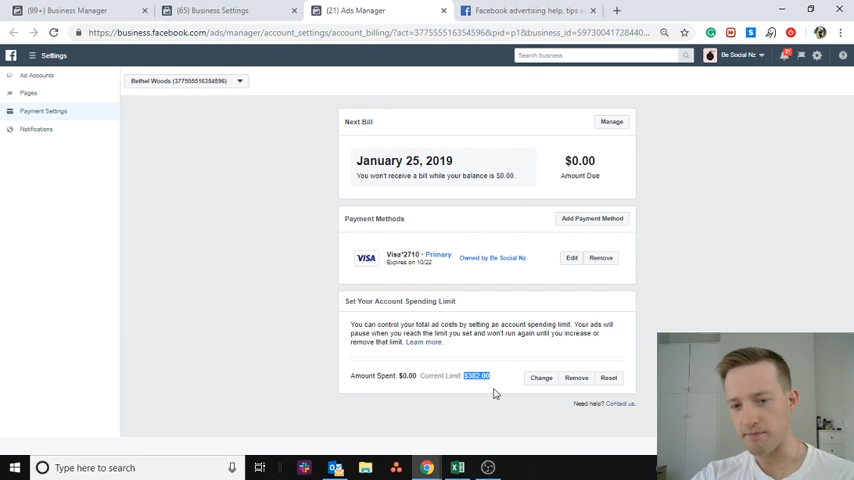 (99+) Business Manager
(65) Business Settings
(21) Ads Manager
Facebook advertising help, tips a
https://business.facebook.com/ads/manager/account_settings/account_billing/?act=377555516354596&pid=p1&business_id=59730041728440...
Settings
Search business
Be Social Nz
Ad Accounts
Pages
Payment Settings
Notifications
Bethel Woods (377555516354596)
Next Bill
Manage
January 25, 2019
$0.00
You won't receive a bill while your balance is $0.00.
Amount Due
Payment Methods
Add Payment Method
VISA
Visa*2710 · Primary
Expires on 10/22
Owned by Be Social Nz
Edit
Remove
Set Your Account Spending Limit
You can control your total ad costs by setting an account spending limit. Your ads will
pause when you reach the limit you set and won't run again until you increase or
remove that limit. Learn more.
Amount Spent: $0.00 Current Limit: $382.00
Change
Remove
Reset
Need help? Contact us.
Type here to search